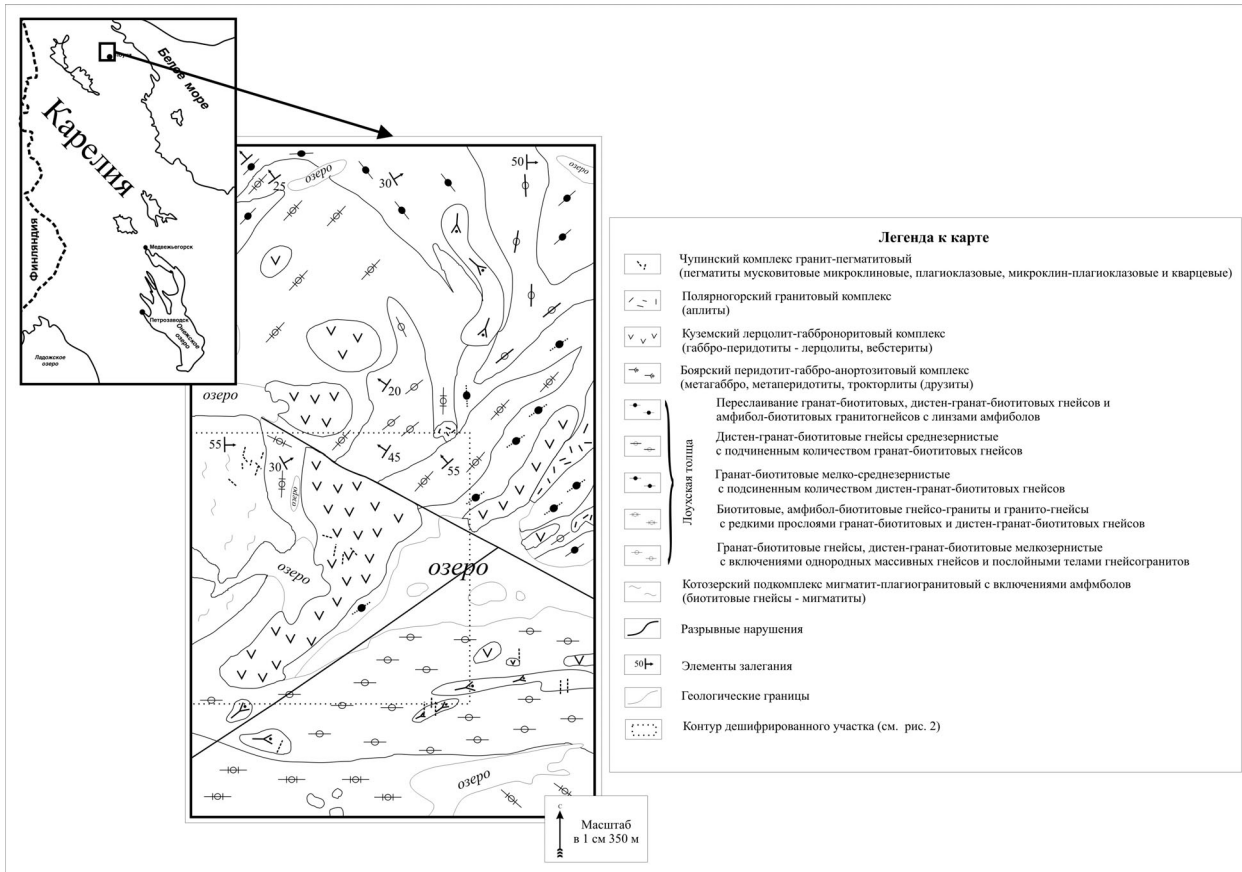 Белое море
Карелия
Финляндия
Медвежьегорск
Петрозаводск
Онежское
озеро
Ладожское
озеро
озеро
25
30
50
озеро
20
озеро
55
30
45
55
озеро
озеро
озеро
озеро
с
Масштаб
в 1 см 350 м
Легенда к карте
Чупинский комплекс гранит-пегматитовый
(пегматиты мусковитовые микроклиновые, плагиоклазовые, микроклин-плагиоклазовые и кварцевые)
Полярногорский гранитовый комплекс
(аплиты)
Куземский лерцолит-габброноритовый комплекс
(габбро-перидотиты - лерцолиты, вебстериты)
Боярский перидотит-габбро-анортозитовый комплекс
(метагаббро, метаперидотиты, трокторлиты (друзиты)
Лоухская толща
Переслаивание гранат-биотитовых, дистен-гранат-биотитовых гнейсов и
амфибол-биотитовых гранитогнейсов с линзами амфиболов
Дистен-гранат-биотитовые гнейсы среднезернистые
с подчиненным количеством гранат-биотитовых гнейсов
Гранат-биотитовые мелко-среднезернистые
с подсиненным количеством дистен-гранат-биотитовых гнейсов
Биотитовые, амфибол-биотитовые гнейсо-граниты и гранито-гнейсы
с редкими прослоями гранат-биотитовых и дистен-гранат-биотитовых гнейсов
Гранат-биотитовые гнейсы, дистен-гранат-биотитовые мелкозернистые
с включениями однородных массивных гнейсов и послойными телами гнейсогранитов
Котозерский подкомплекс мигматит-плагиогранитовый с включениями амфмболов
(биотитовые гнейсы - мигматиты)
Разрывные нарушения
50
Элементы залегания
Геологические границы
Контур дешифрированного участка (см. рис. 2)